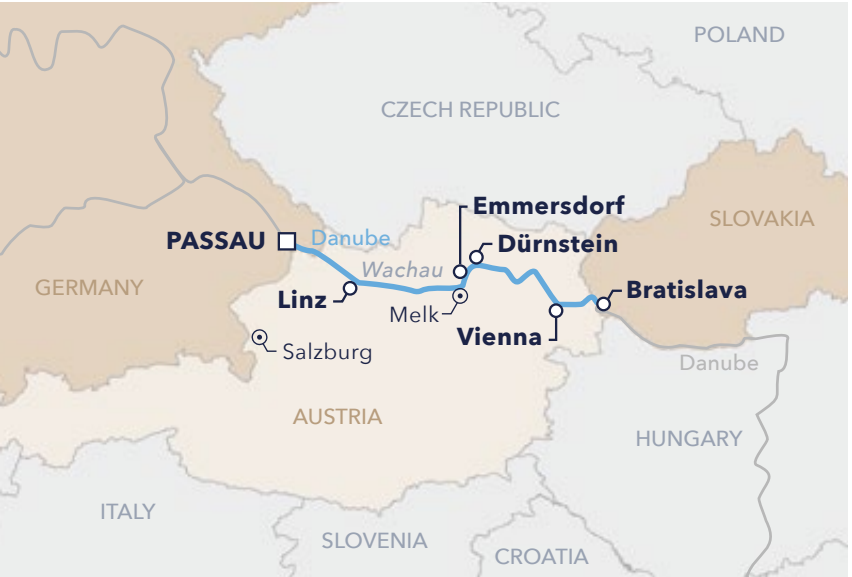 POLAND
CZECH REPUBLIC
Emmersdorf
SLOVAKIA
PASSAU
Danube
Dürnstein
Wachau
GERMANY
Linz
Bratislava
Melk
Vienna
Salzburg
Danube
AUSTRIA
HUNGARY
ITALY
SLOVENIA
CROATIA